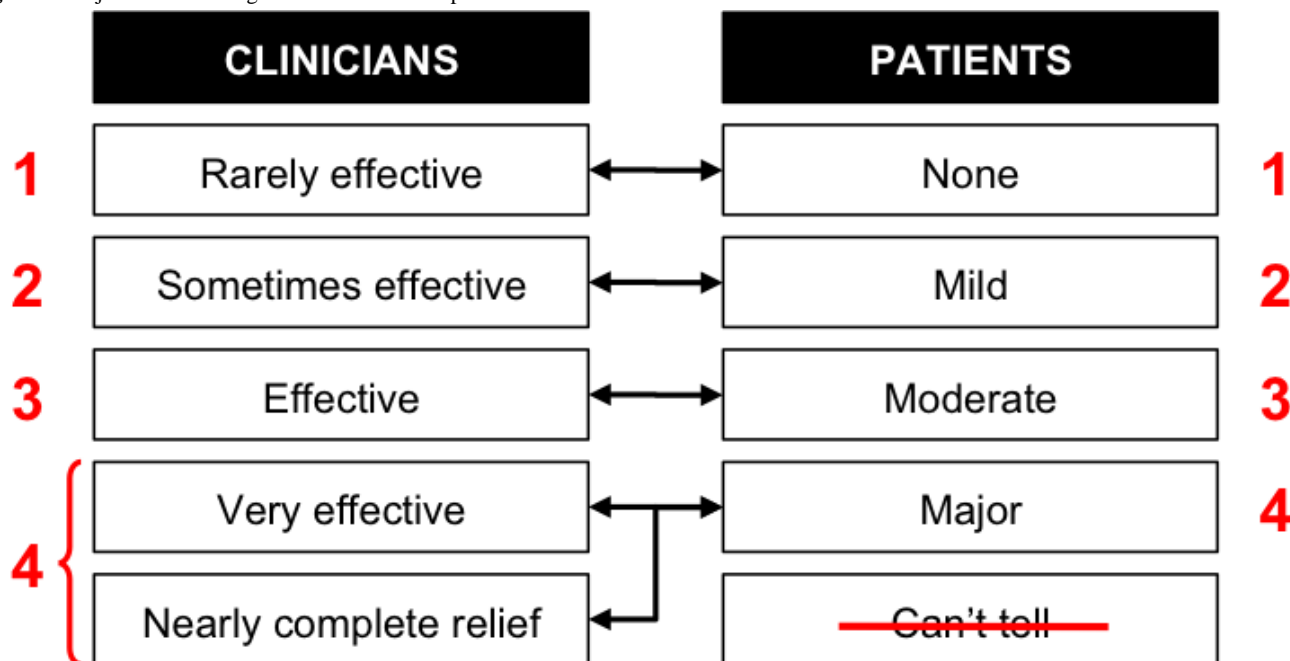 CLINICIANS PATIENTS
1 Rarely effective None 1
2 Sometimes effective Mild 2
3 Effective Moderate 3
Very effective Major 4
4
Nearly complete relief Can't tell